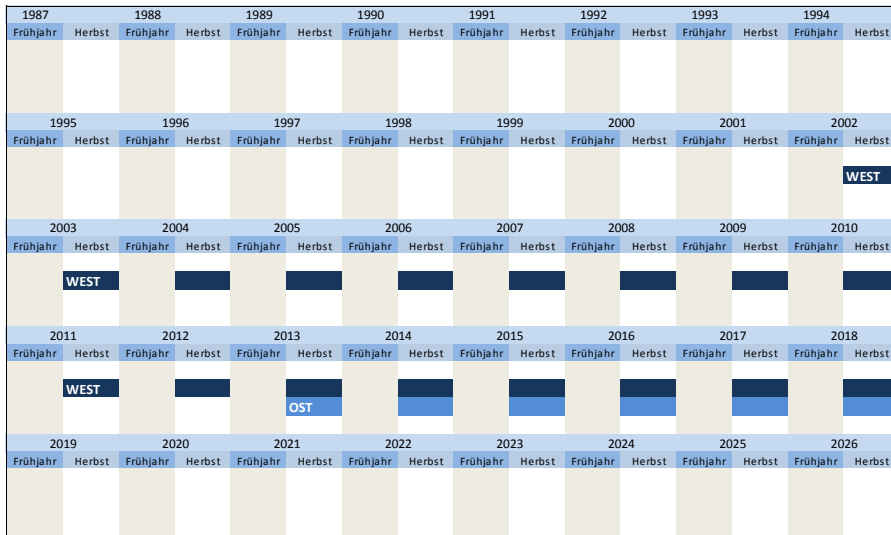 1987 1988 1989 1990 1991 1992 1993 1994
Frühjahr Herbst Frühjahr Herbst Frühjahr Herbst Frühjahr Herbst Frühjahr Herbst Frühjahr Herbst Frühjahr Herbst Frühjahr Herbst
1995 1996 1997 1998 1999 2000 2001 2002
Frühjahr Herbst Frühjahr Herbst Frühjahr Herbst Frühjahr Herbst Frühjahr Herbst Frühjahr Herbst Frühjahr Herbst Frühjahr Herbst
WEST
2003 2004 2005 2006 2007 2008 2009 2010
Frühjahr Herbst Frühjahr Herbst Frühjahr Herbst Frühjahr Herbst Frühjahr Herbst Frühjahr Herbst Frühjahr Herbst Frühjahr Herbst
WEST
2011 2012 2013 2014 2015 2016 2017 2018
Frühjahr Herbst Frühjahr Herbst Frühjahr Herbst Frühjahr Herbst Frühjahr Herbst Frühjahr Herbst Frühjahr Herbst Frühjahr Herbst
WEST
OST
2019 2020 2021 2022 2023 2024 2025 2026
Frühjahr Herbst Frühjahr Herbst Frühjahr Herbst Frühjahr Herbst Frühjahr Herbst Frühjahr Herbst Frühjahr Herbst Frühjahr Herbst